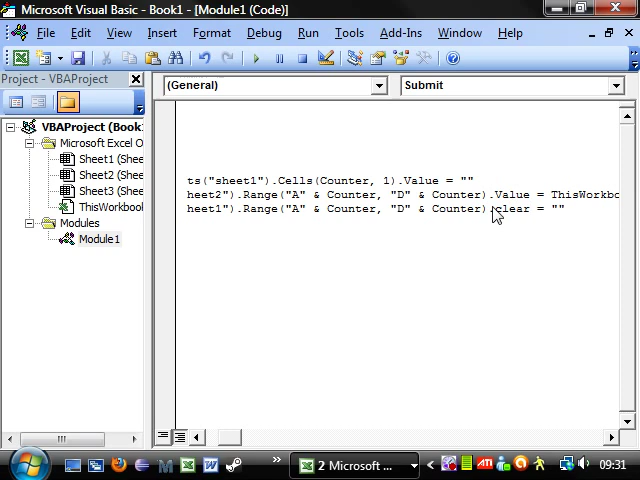 Microsoft Visual Basic - Book1 - [Module1 (Code)]
File Edit View Insert Format Debug Run Tools Add-Ins Window Help
Project - VBAProject
(General) Submit
VBAProject (Book:
Microsoft Excel O
Sheet1 (Shee
Sheet2 (Shee
Sheet3 (Shee
ThisWorkbook
Modules
Module1
ts("sheet1").Cells(Counter, 1).Value = ""
heet2").Range("A" & Counter, "D" & Counter).Value = ThisWorkbo
heet1").Range("A" & Counter, "D" & Counter).clear = ""
2 Microsoft ...
ATI
09:31